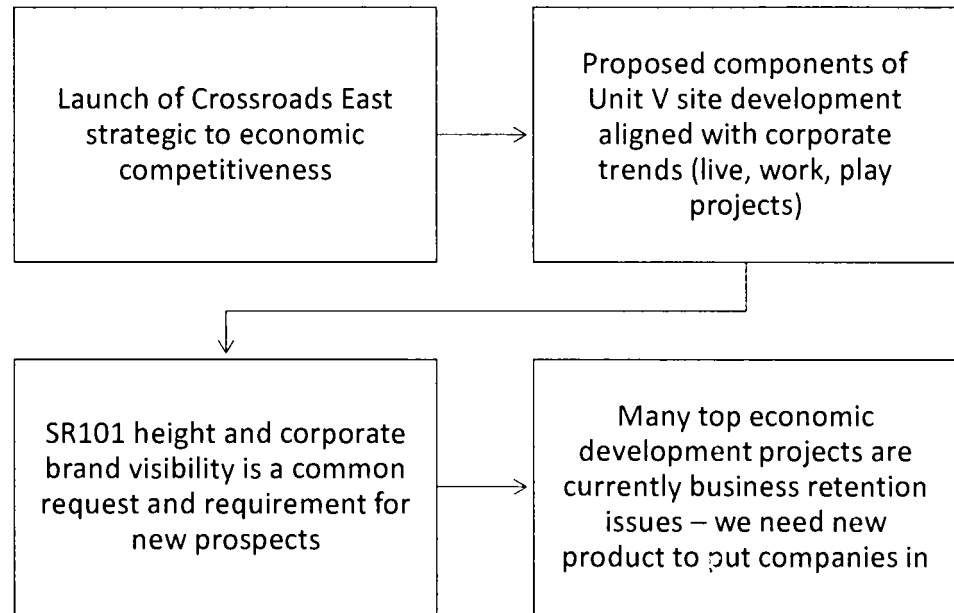 Launch of Crossroads East
strategic to economic
competitiveness
Proposed components of
Unit V site development
aligned with corporate
trends (live, work, play
projects)
SR101 height and corporate
brand visibility is a common
request and requirement for
new prospects
Many top economic
development projects are
currently business retention
issues – we need new
product to put companies in